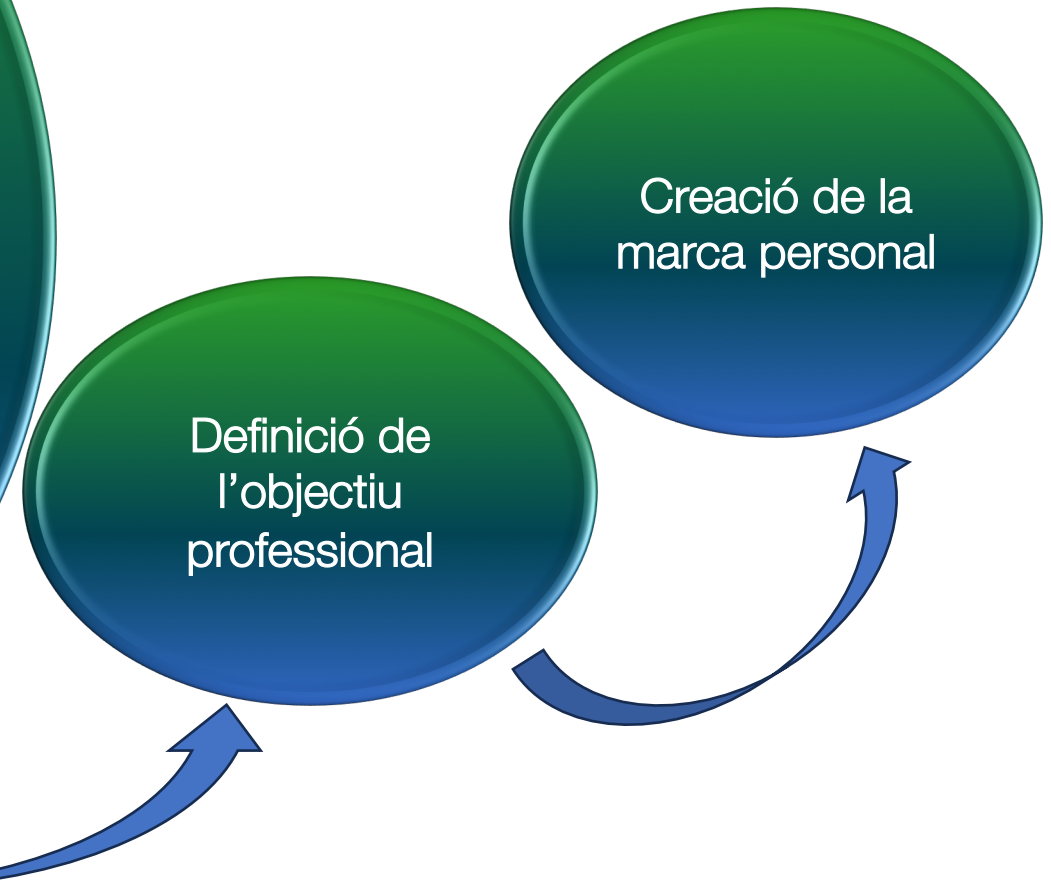 Creació de la
marca personal
Definició de
l’objectiu
professional